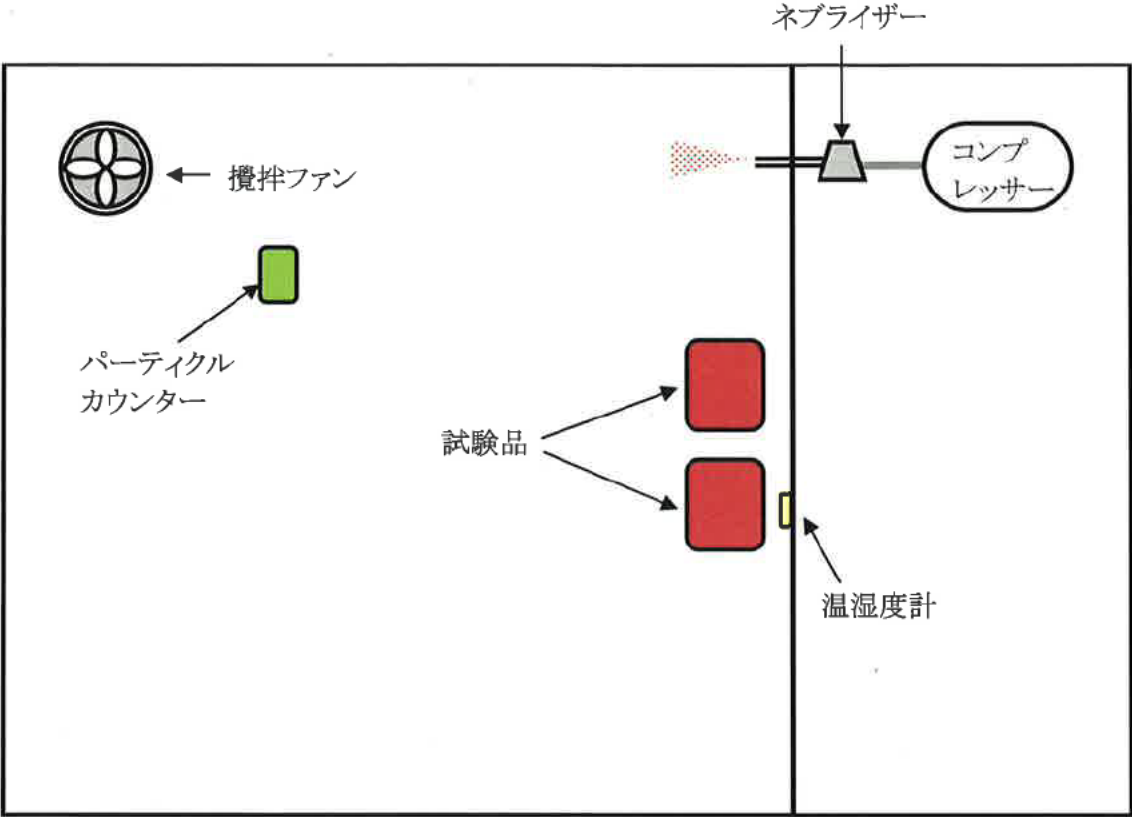 ネブライザー
コンプ
レッサー
攪拌ファン
パーティクル
カウンター
試験品
温湿度計